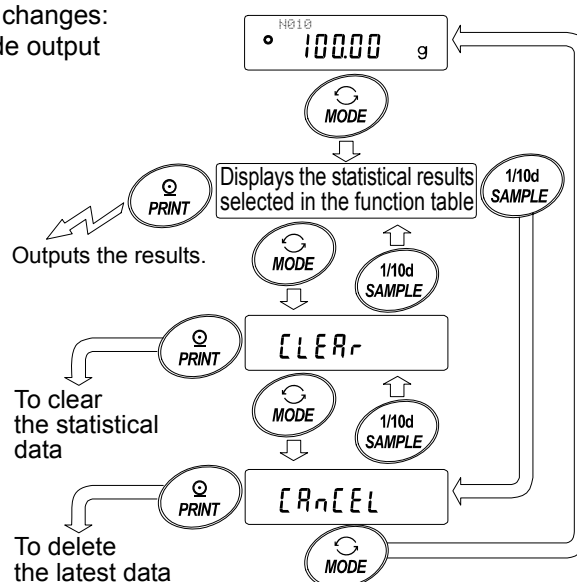 changes:
de output
N010
100.00 g
MODE
Displays the statistical results
selected in the function table
PRINT
1/10d
SAMPLE
Outputs the results.
MODE
1/10d
SAMPLE
PRINT
CLEAr
To clear
the statistical
data
MODE
1/10d
SAMPLE
PRINT
CAnCEL
To delete
the latest data
MODE